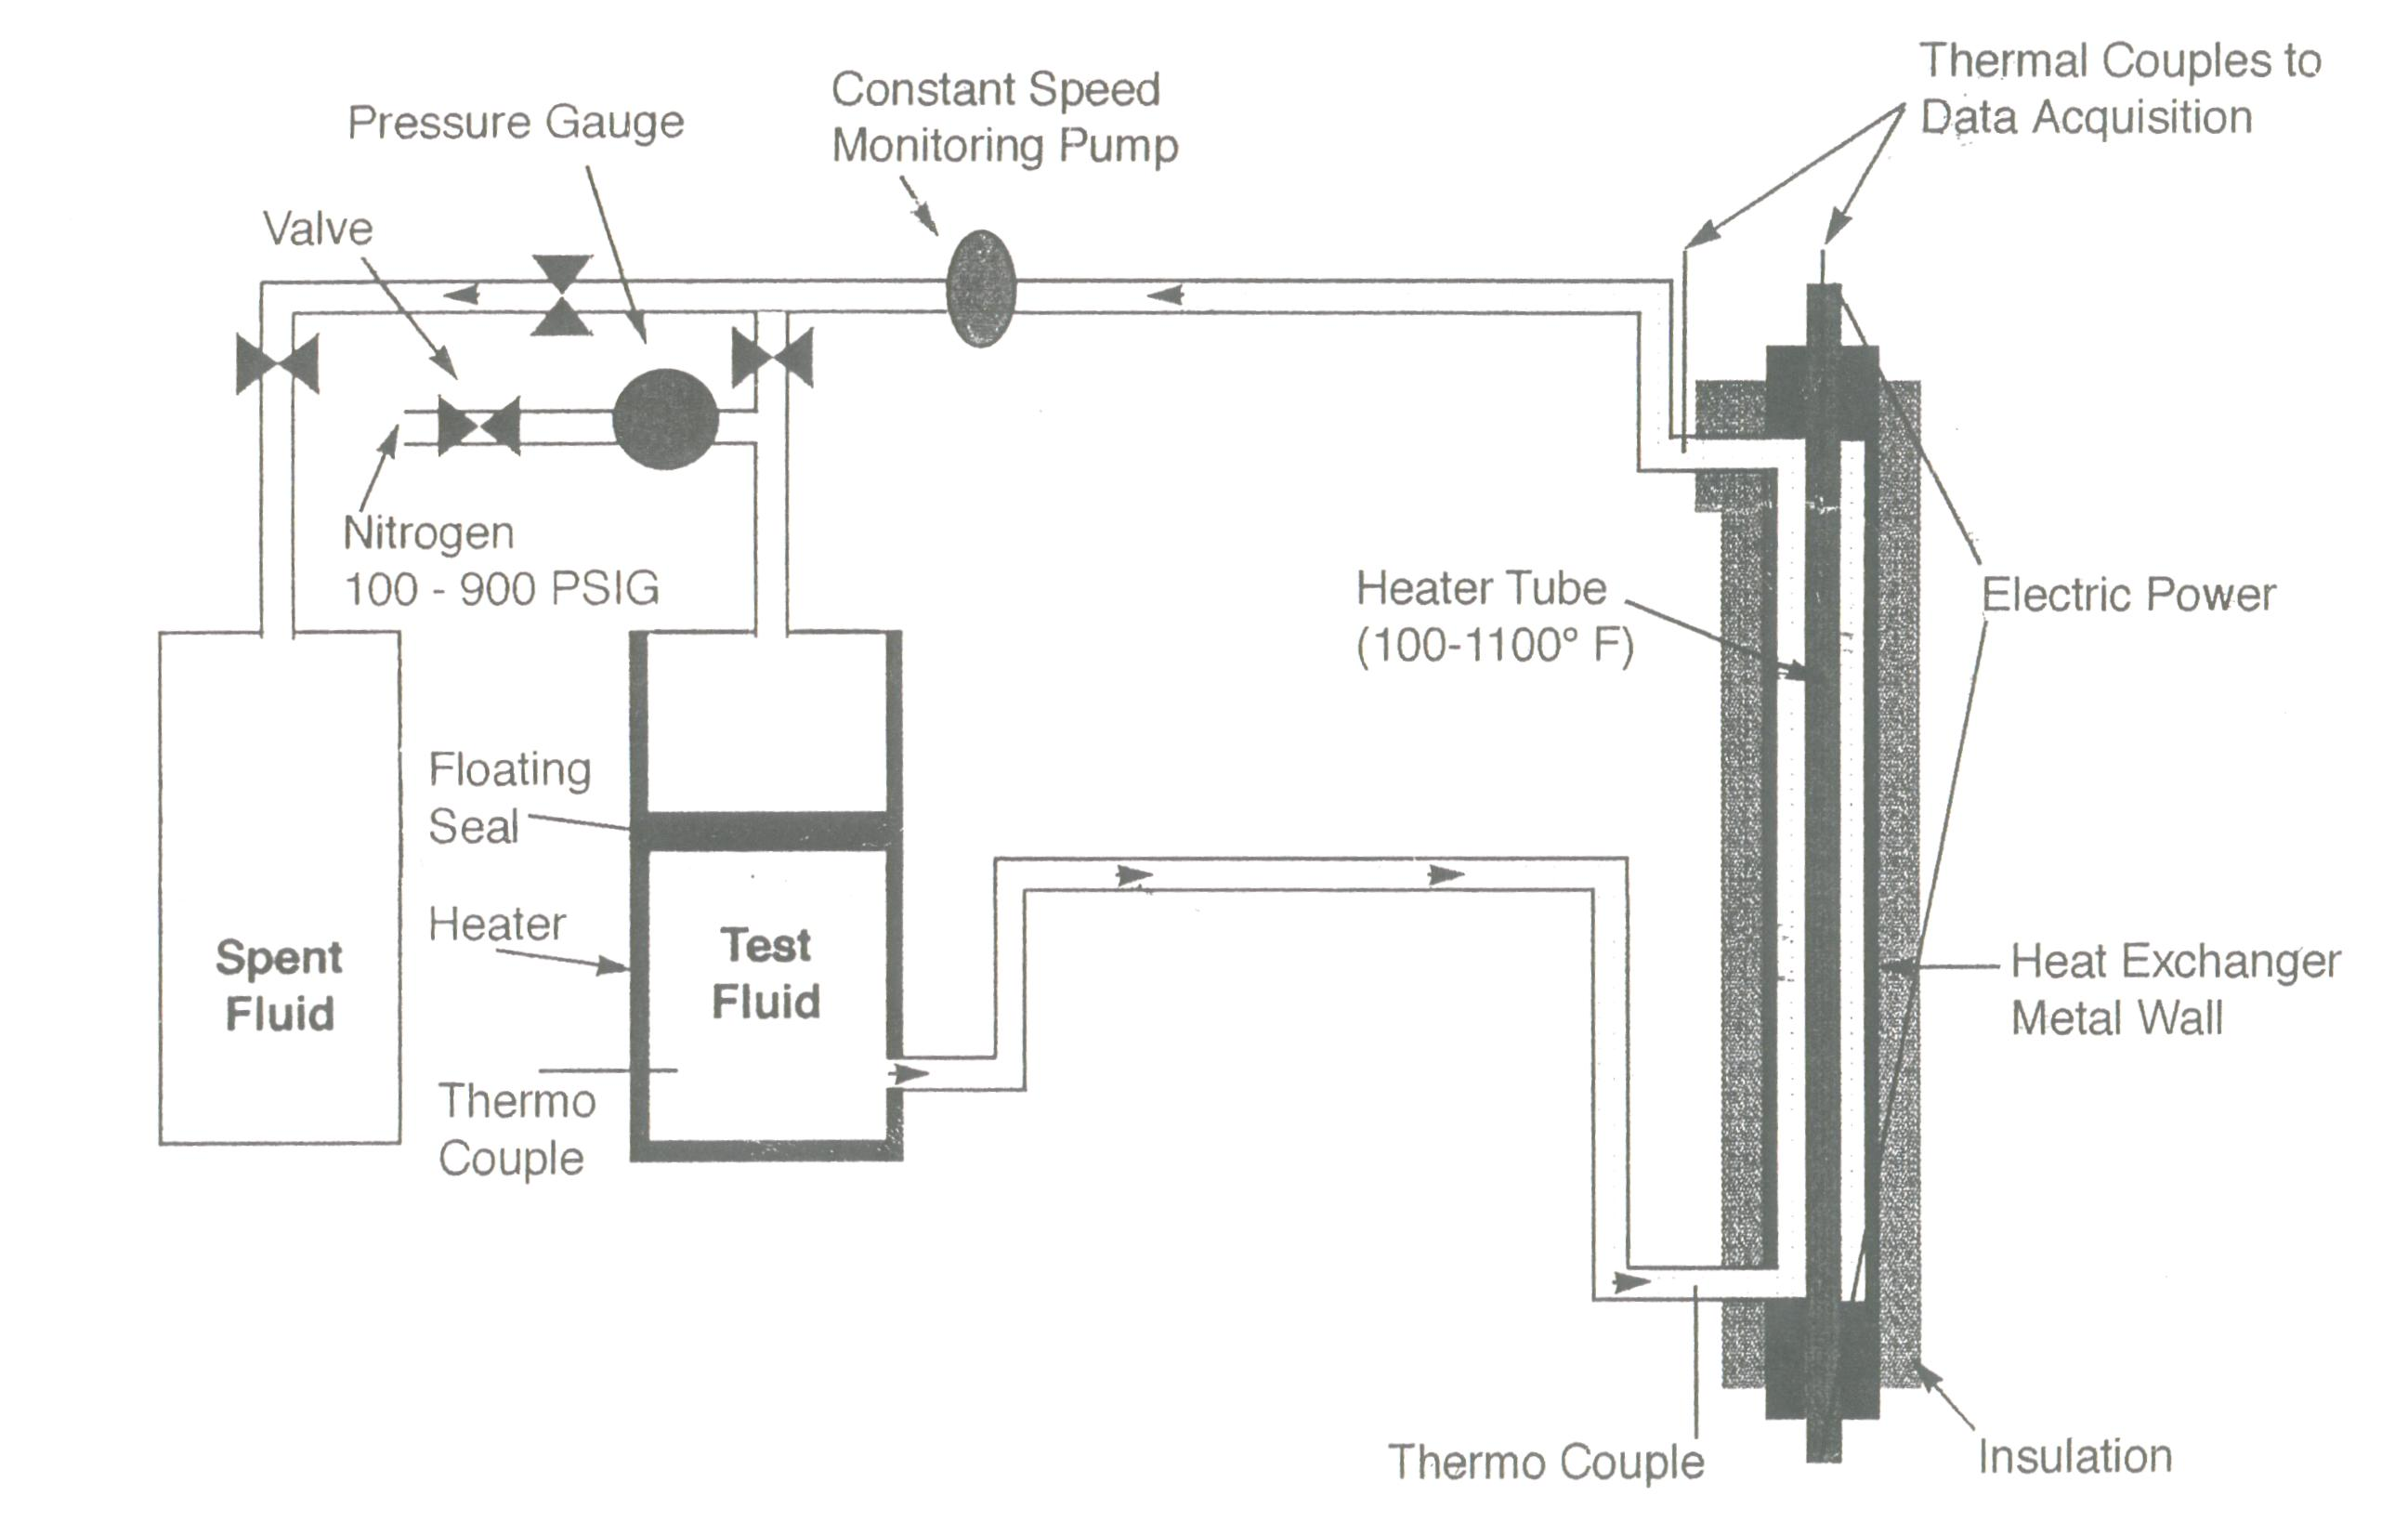 Thermal Couples to
Data Acquisition
Constant Speed
Monitoring Pump
Pressure Gauge
Valve
Nitrogen
100 - 900 PSIG
Heater Tube
(100-1100° F)
Electric Power
Floating
Seal
Heater
Spent
Fluid
Test
Fluid
Heat Exchanger
Metal Wall
Thermo
Couple
Thermo Couple
Insulation